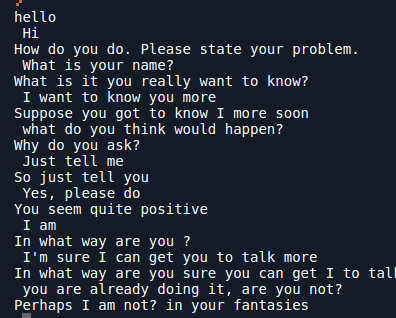 hello
Hi
How do you do. Please state your problem.
What is your name?
What is it you really want to know?
I want to know you more
Suppose you got to know I more soon
what do you think would happen?
Why do you ask?
Just tell me
So just tell you
Yes, please do
You seem quite positive
I am
In what way are you ?
I'm sure I can get you to talk more
In what way are you sure you can get I to tal
you are already doing it, are you not?
Perhaps I am not? in your fantasies